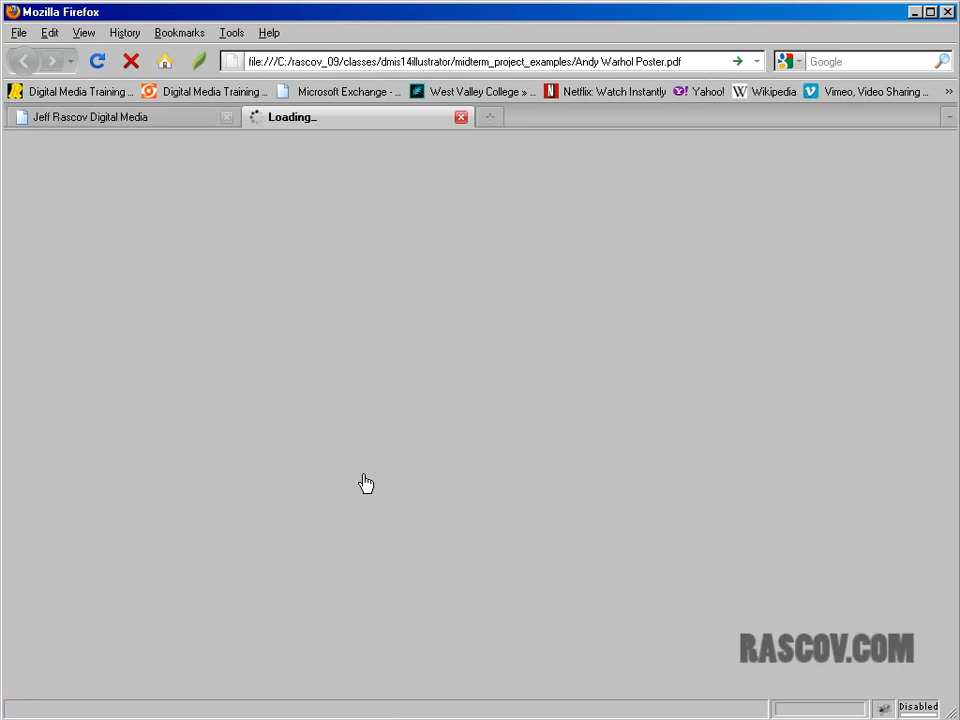 Mozilla Firefox
File Edit View History Bookmarks Tools Help
file:///C:/rascov_09/classes/dmis14illustrator/midterm_project_examples/Andy Warhol Poster.pdf Google
Digital Media Training ... Digital Media Training ... Microsoft Exchange - ... West Valley College » ... Netflix: Watch Instantly Yahoo! Wikipedia Vimeo, Video Sharing ... »
Jeff Rascov Digital Media Loading...
RASCOV.COM
Disabled